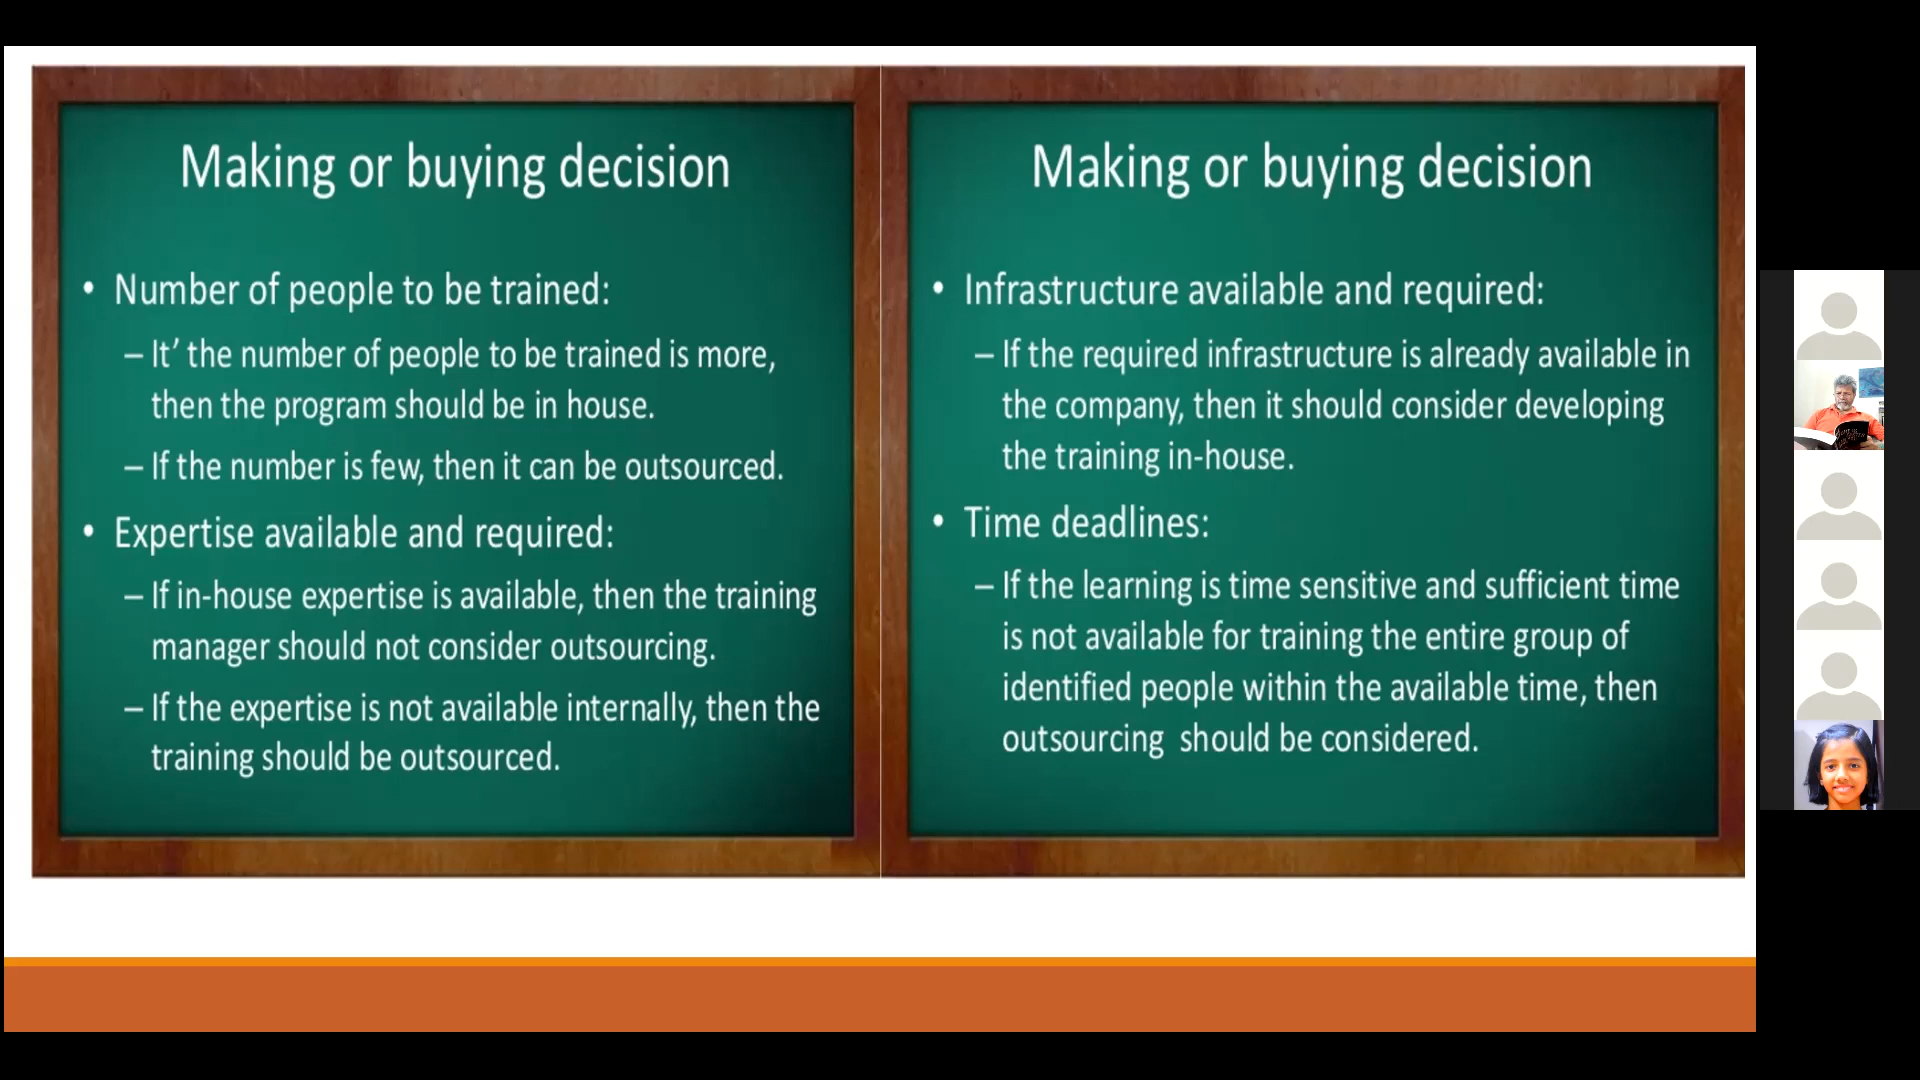 Making or buying decision
• Number of people to be trained:
– It’ the number of people to be trained is more,
then the program should be in house.
– If the number is few, then it can be outsourced.
• Expertise available and required:
– If in-house expertise is available, then the training
manager should not consider outsourcing.
– If the expertise is not available internally, then the
training should be outsourced.
Making or buying decision
• Infrastructure available and required:
– If the required infrastructure is already available in
the company, then it should consider developing
the training in-house.
• Time deadlines:
– If the learning is time sensitive and sufficient time
is not available for training the entire group of
identified people within the available time, then
outsourcing should be considered.